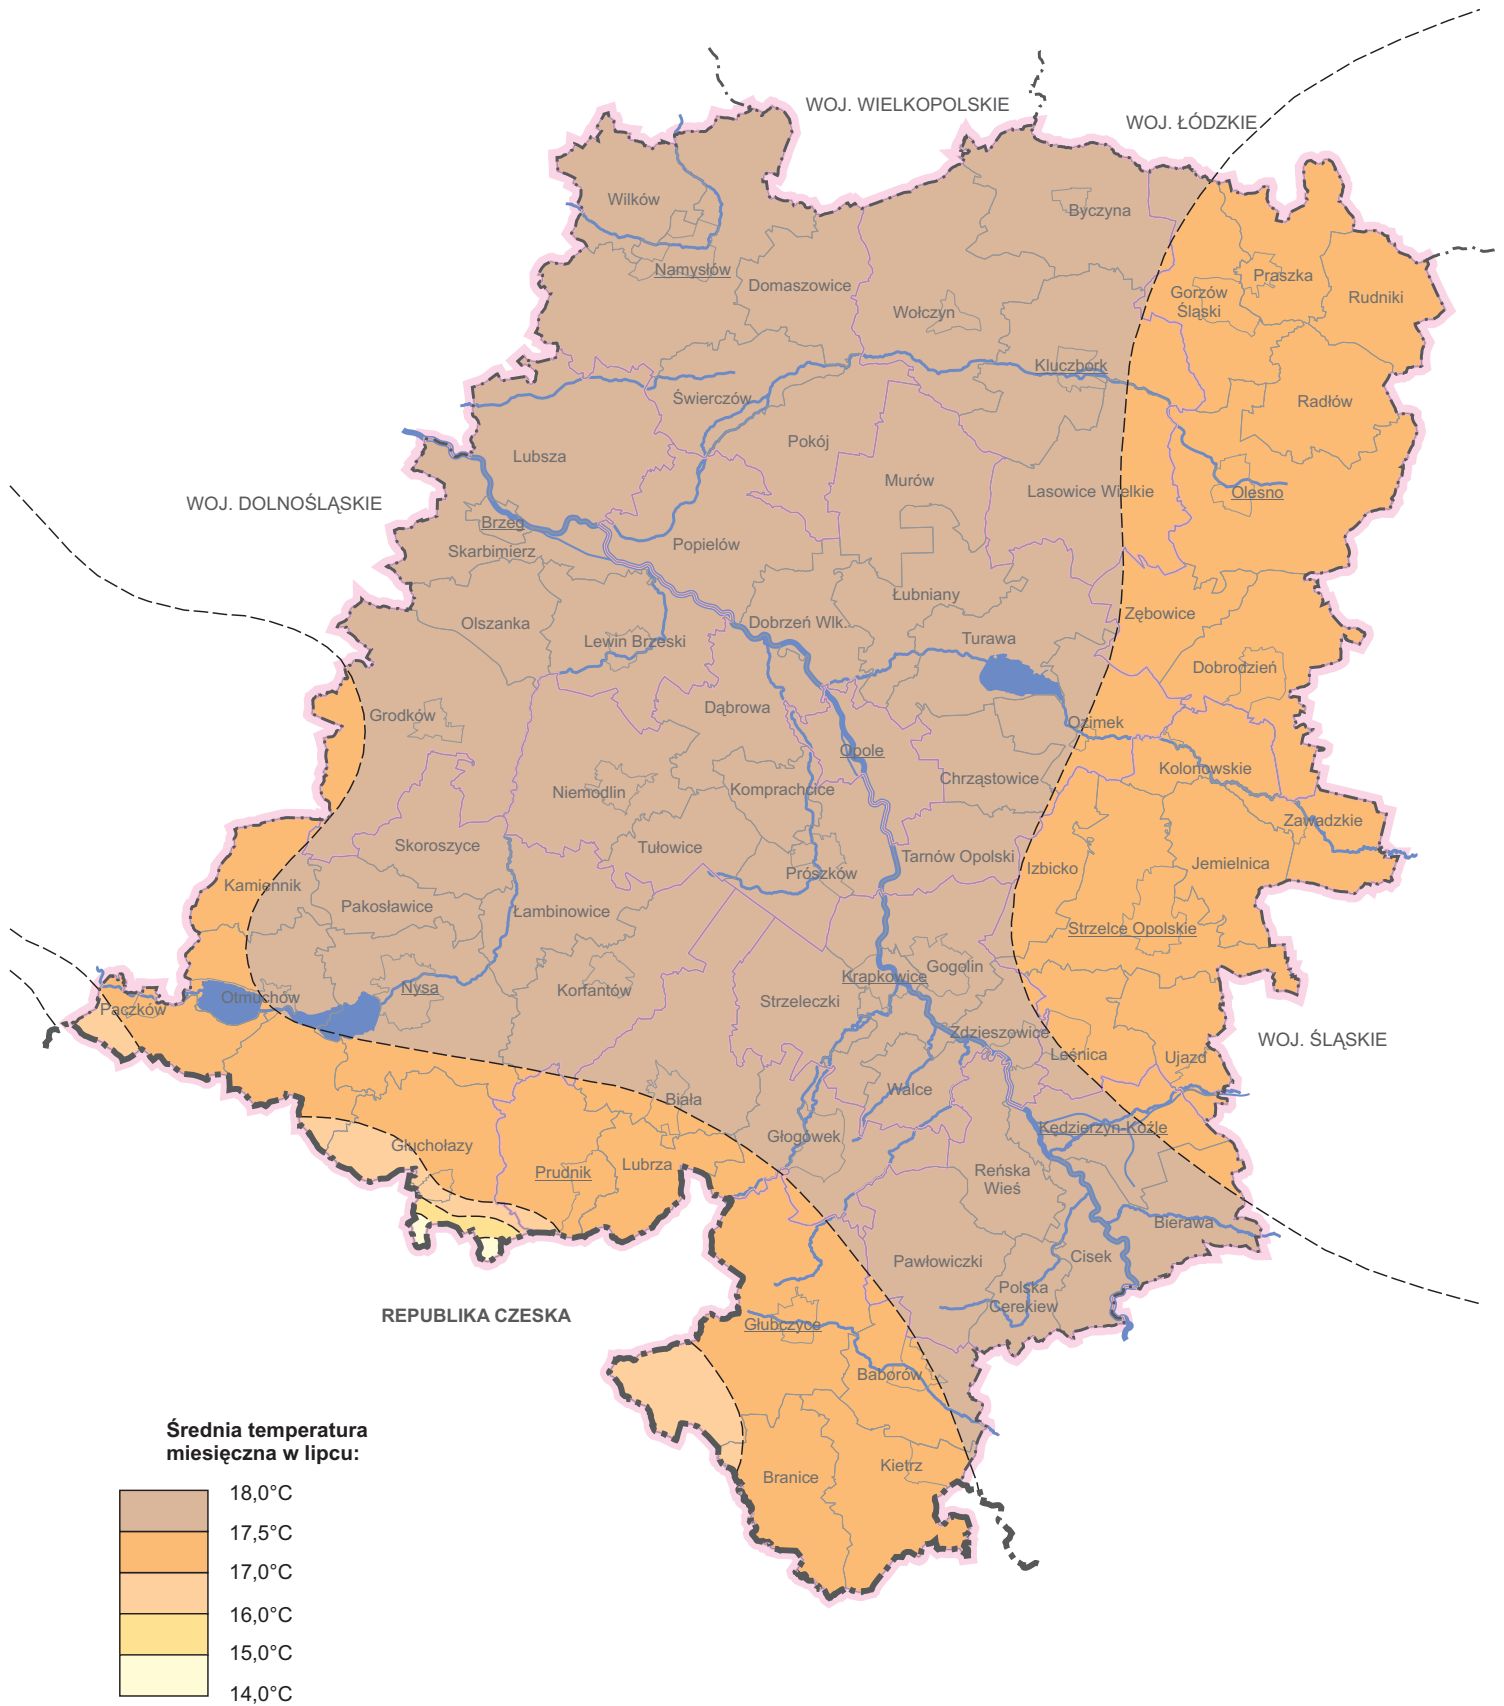 WOJ. WIELKOPOLSKIE
WOJ. ŁÓDZKIE
Wilków
Byczyna
Namysłów
Domaszowice
Praszka
Gorzów
Śląski
Rudniki
Wołczyn
Kluczbork
Świerczów
Radłów
Pokój
Lubsza
Murów
Lasowice Wielkie
Olesno
WOJ. DOLNOŚLĄSKIE
Brzeg
Skarbimierz
Popielów
Łubniany
Olszanka
Lewin Brzeski
Dobrzeń Wlk.
Turawa
Zębowice
Dobrodzień
Grodków
Dąbrowa
Ozimek
Opole
Kolonowskie
Chrząstowice
Niemodlin
Komprachcice
Zawadzkie
Skoroszyce
Tułowice
Tarnów Opolski
Izbicko
Jemielnica
Prószków
Kamiennik
Pakosławice
Łambinowice
Strzelce Opolskie
Gogolin
Krapkowice
Nysa
Korfantów
Strzeleczki
Otmuchów
Paczków
Zdzieszowice
WOJ. ŚLĄSKIE
Leśnica
Ujazd
Walce
Biała
Kędzierzyn-Koźle
Głogówek
Głuchołazy
Prudnik
Lubrza
Reńska
Wieś
Bierawa
Pawłowiczki
Cisek
Polska
Cerekiew
REPUBLIKA CZESKA
Głubczyce
Baborów
Branice
Kietrz
Średnia temperatura
miesięczna w lipcu:
18,0°C
17,5°C
17,0°C
16,0°C
15,0°C
14,0°C